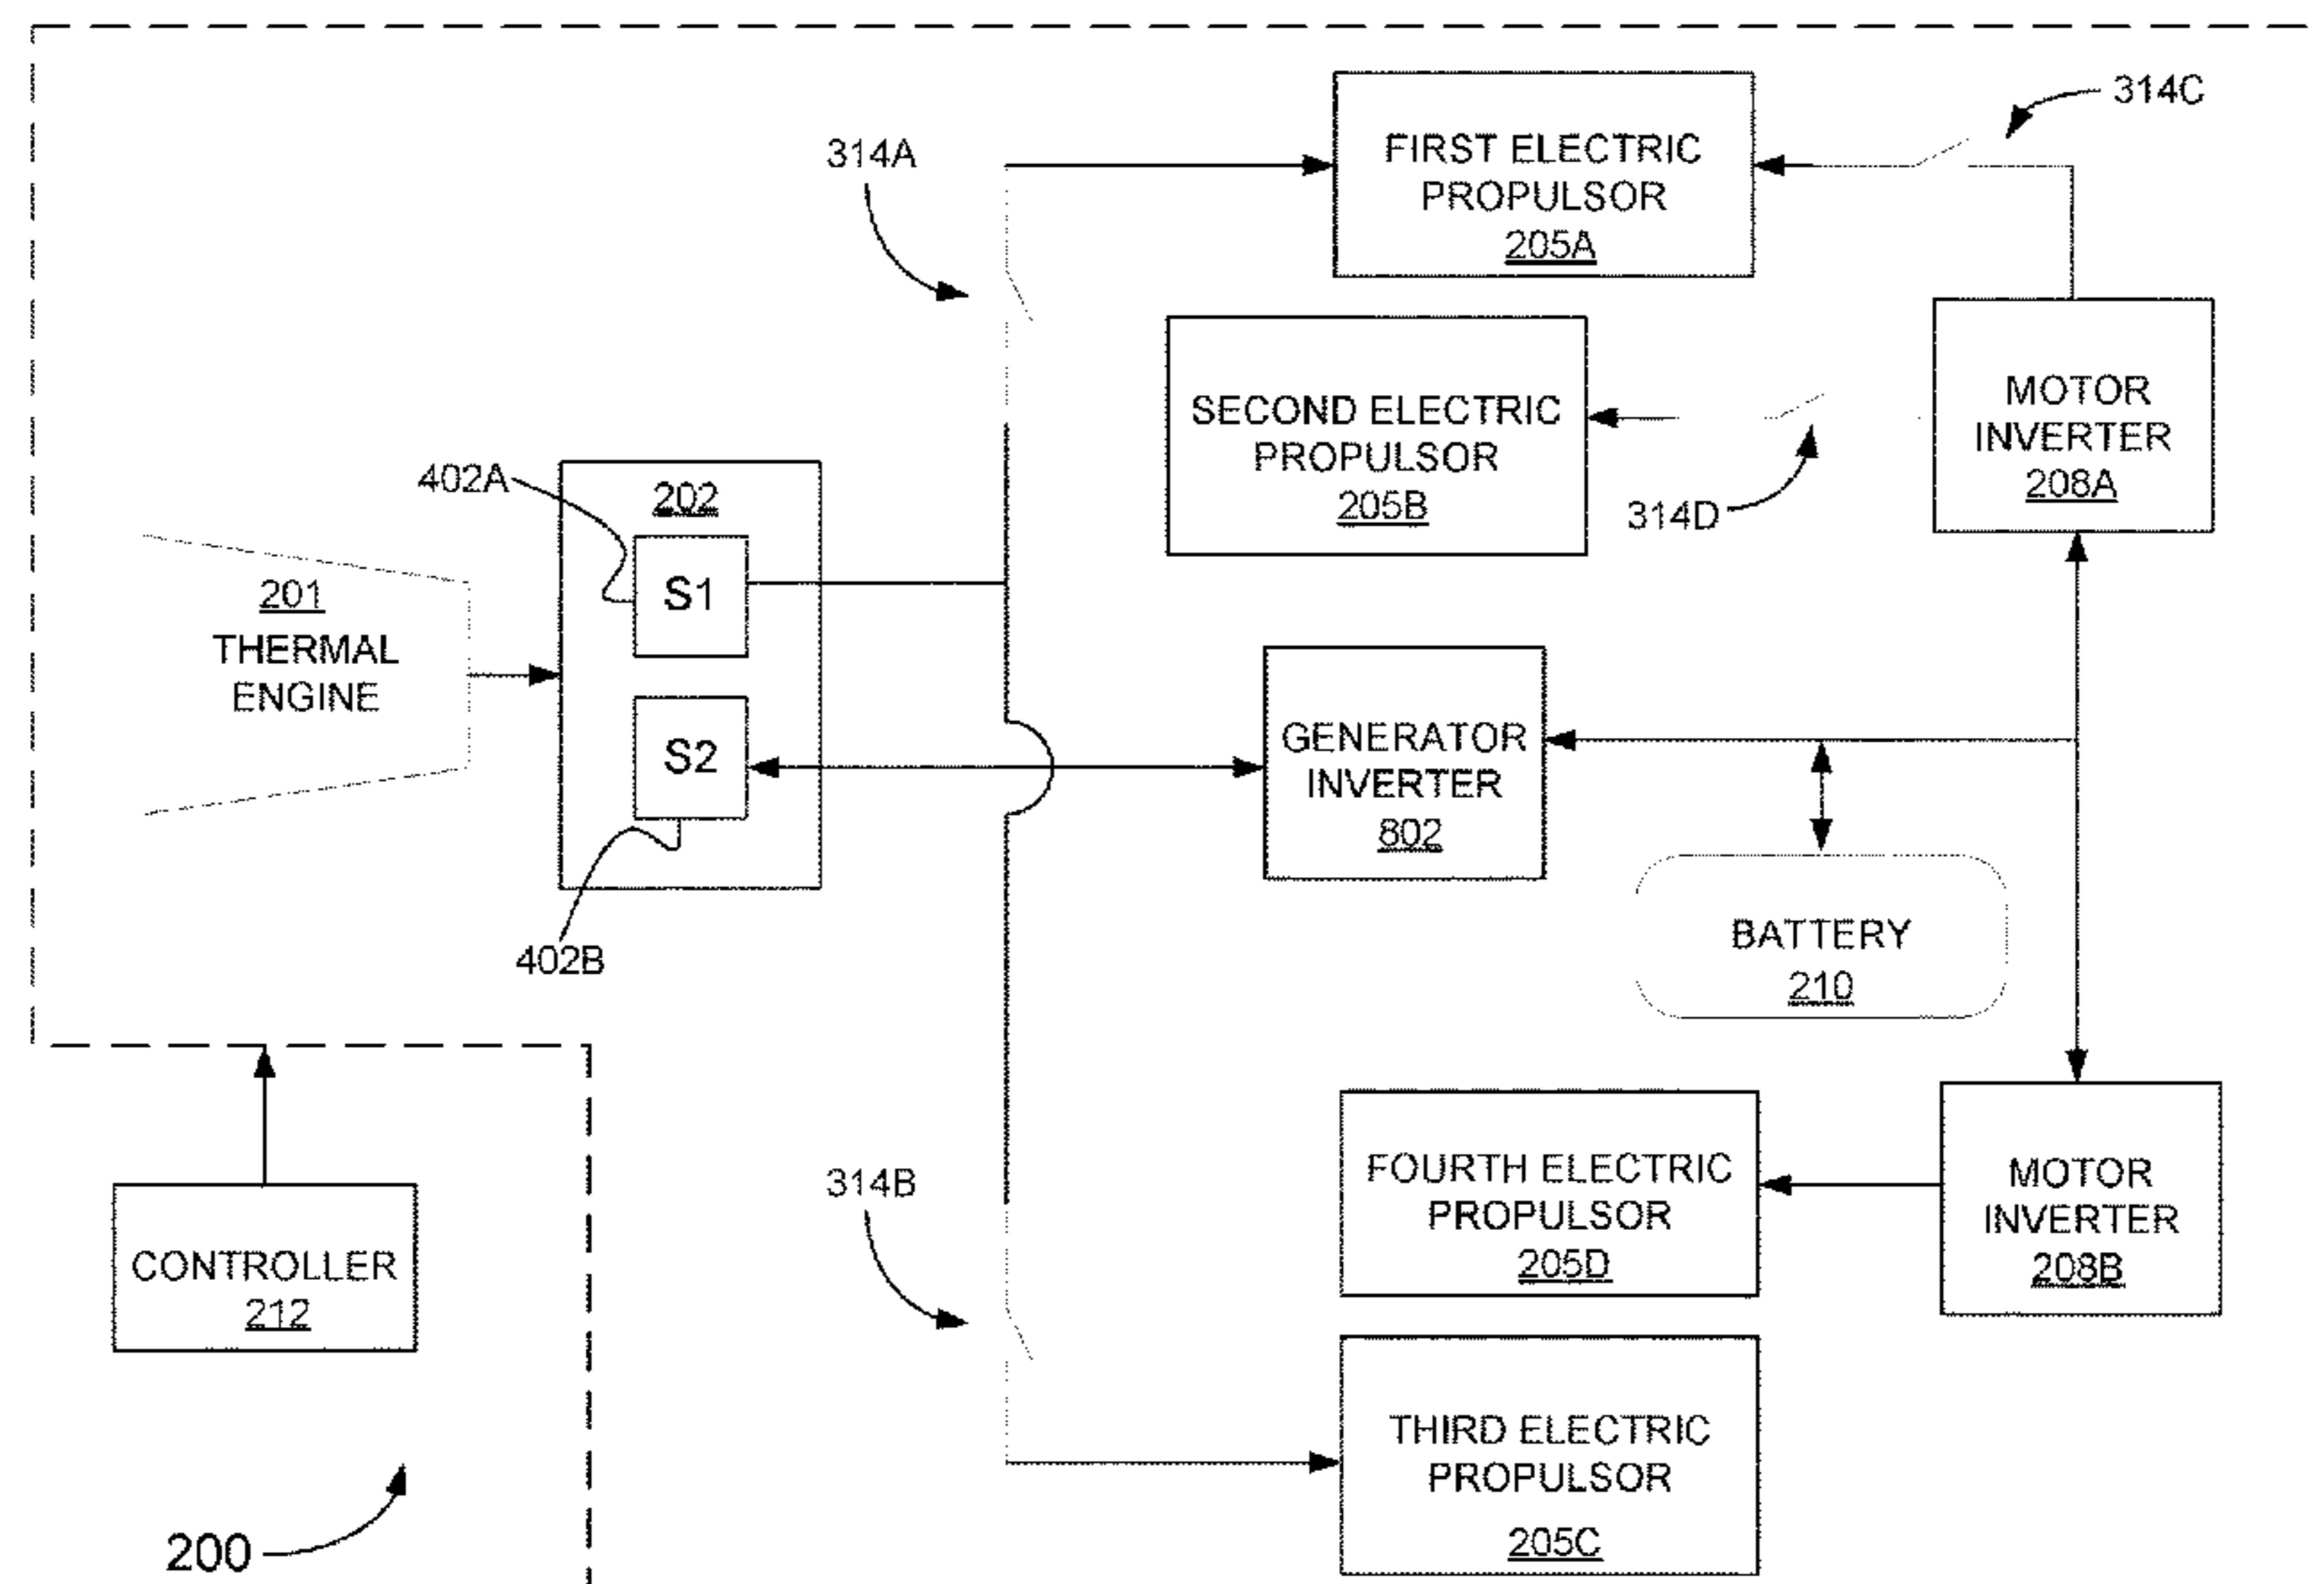 314C
314A
FIRST ELECTRIC
PROPULSOR
205A
SECOND ELECTRIC
PROPULSOR
205B
314D
MOTOR
INVERTER
208A
402A
202
S1
201
THERMAL
ENGINE
S2
402B
GENERATOR
INVERTER
802
BATTERY
210
CONTROLLER
212
314B
FOURTH ELECTRIC
PROPULSOR
205D
MOTOR
INVERTER
208B
THIRD ELECTRIC
PROPULSOR
205C
200